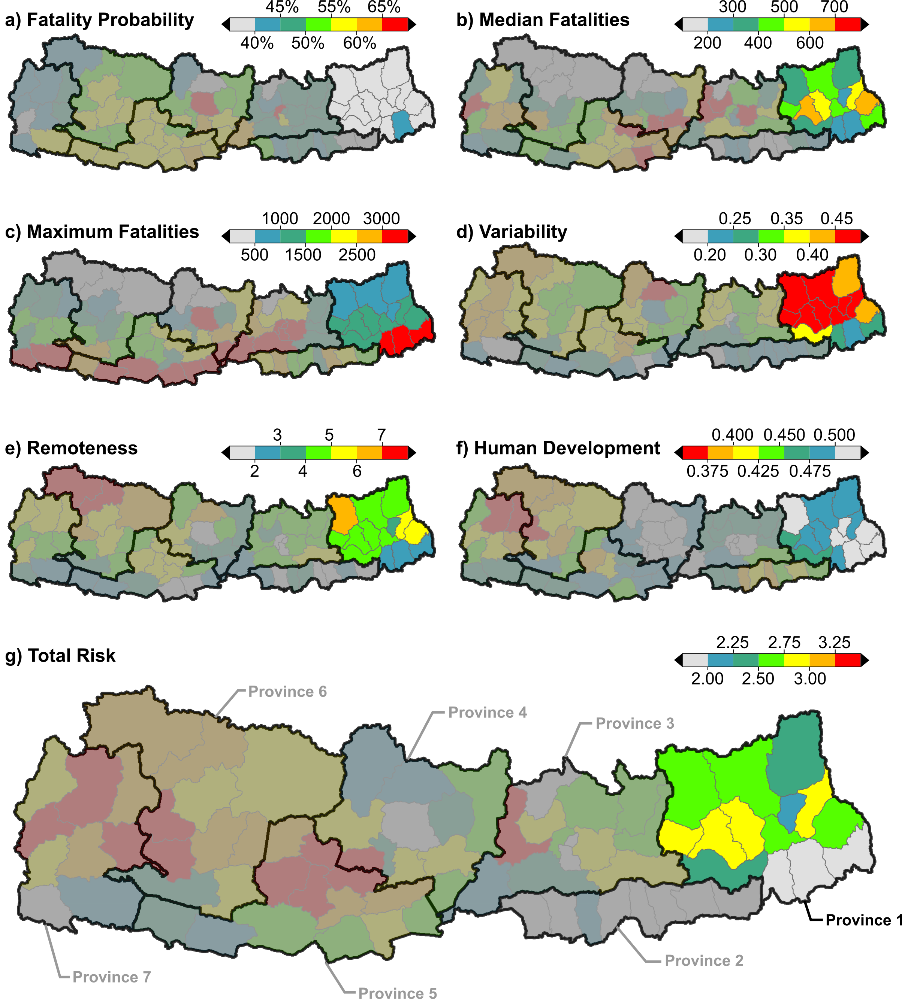 a) Fatality Probability
45% 55% 65%
40% 50% 60%
b) Median Fatalities
300 500 700
200 400 600
c) Maximum Fatalities
1000 2000 3000
500 1500 2500
d) Variability
0.25 0.35 0.45
0.20 0.30 0.40
e) Remoteness
3 5 7
2 4 6
f) Human Development
0.400 0.450 0.500
0.375 0.425 0.475
g) Total Risk
2.25 2.75 3.25
2.00 2.50 3.00
Province 6
Province 4
Province 3
Province 1
Province 2
Province 7
Province 5